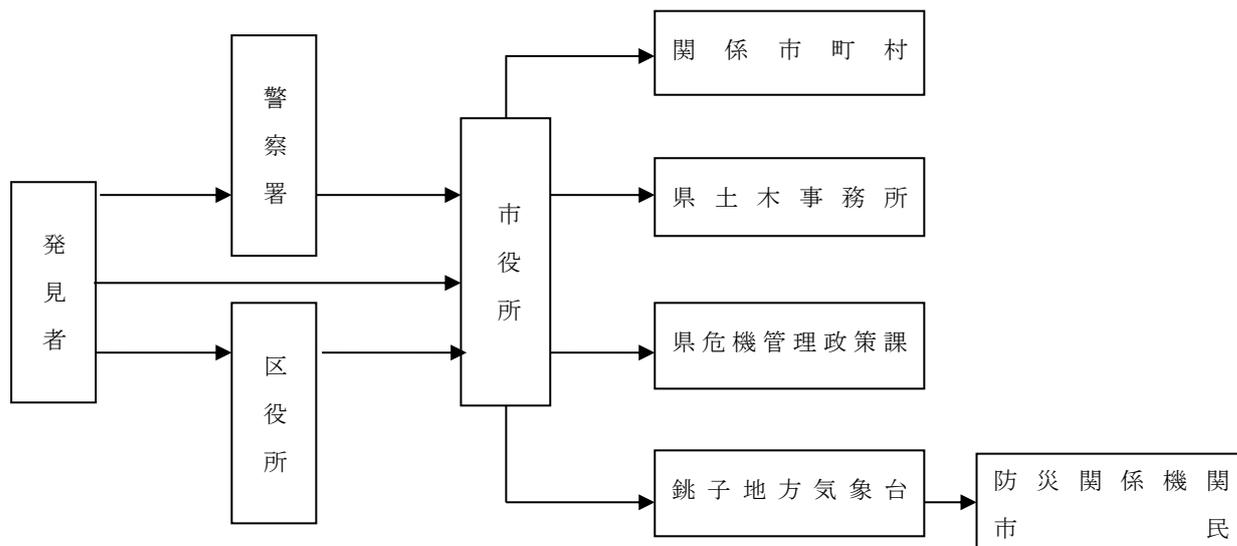 発見者
警察署
区役所
市役所
関係市町村
県土木事務所
県危機管理政策課
銚子地方気象台
防災関係機関
市民